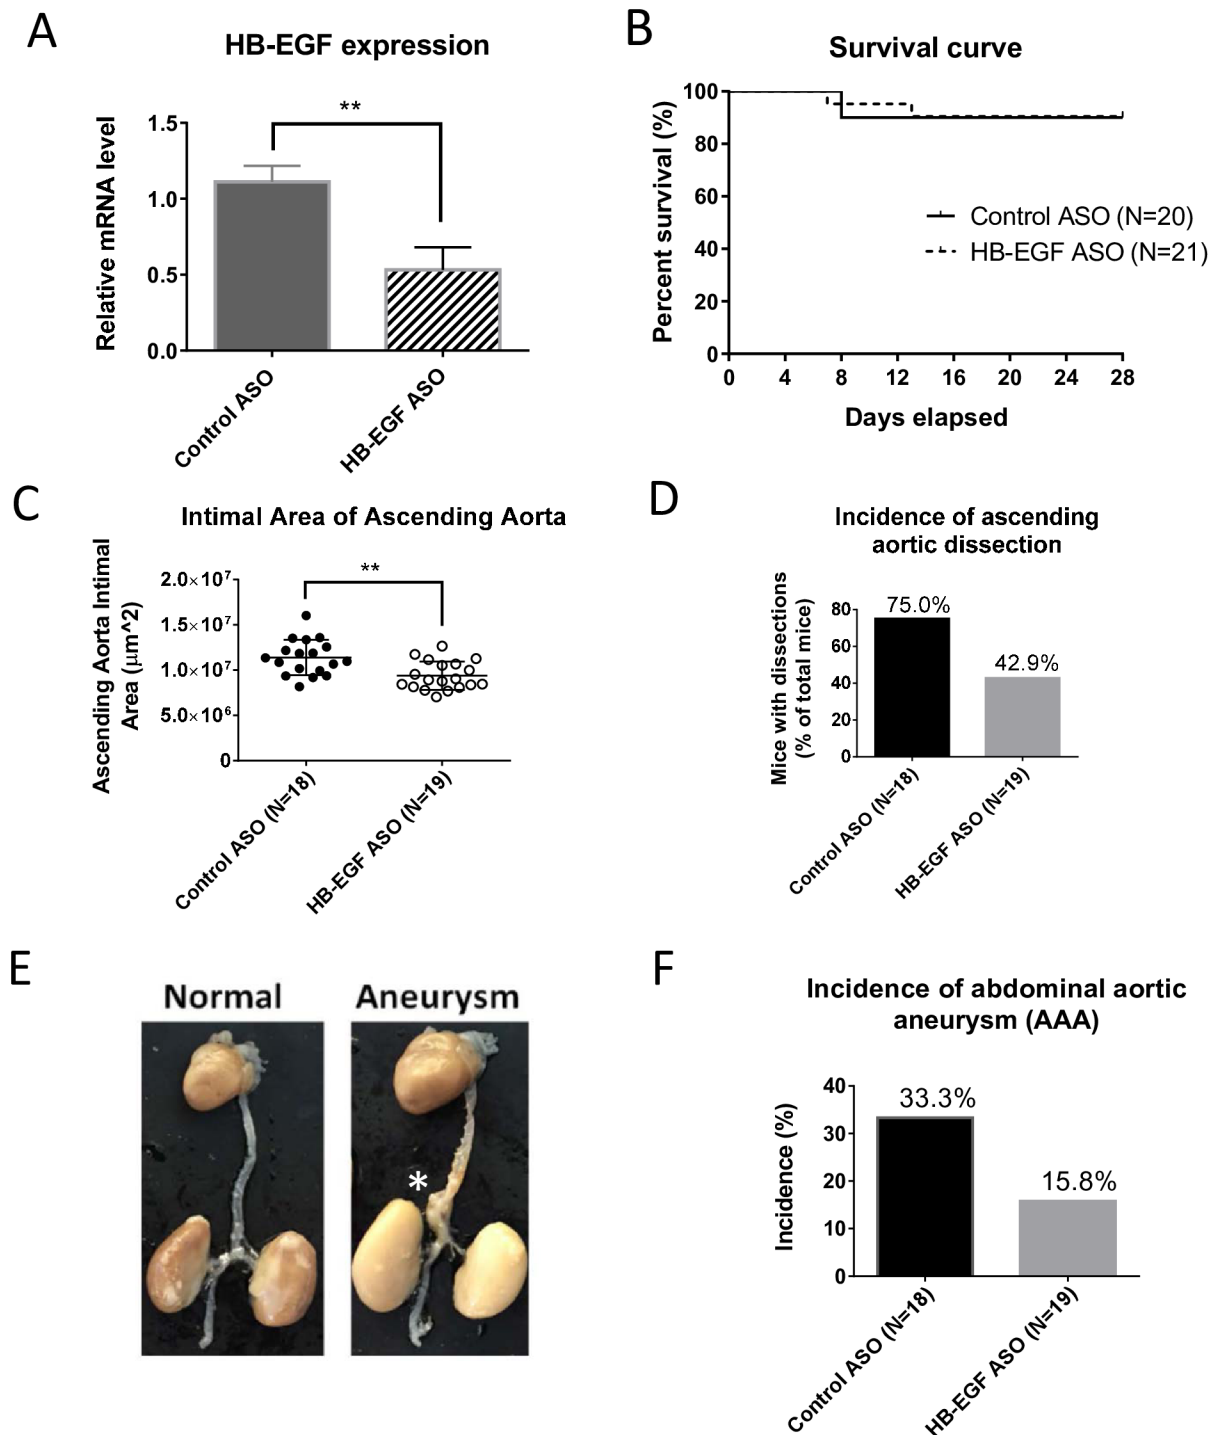 A
HB-EGF expression
Relative mRNA level
1.5
1.0
0.5
0.0
**
Control ASO
HB-EGF ASO
B
Survival curve
Percent survival (%)
100
80
60
40
20
0
0 4 8 12 16 20 24 28
Days elapsed
Control ASO (N=20)
HB-EGF ASO (N=21)
C
Intimal Area of Ascending Aorta
Ascending Aorta Intimal
Area (μm^2)
2.0×10⁷
1.5×10⁷
1.0×10⁷
5.0×10⁶
0
**
Control ASO (N=18)
HB-EGF ASO (N=19)
D
Incidence of ascending
aortic dissection
Mice with dissections
(% of total mice)
80
60
40
20
0
75.0%
42.9%
Control ASO (N=18)
HB-EGF ASO (N=19)
E
Normal
Aneurysm
*
F
Incidence of abdominal aortic
aneurysm (AAA)
Incidence (%)
40
30
20
10
0
33.3%
15.8%
Control ASO (N=18)
HB-EGF ASO (N=19)